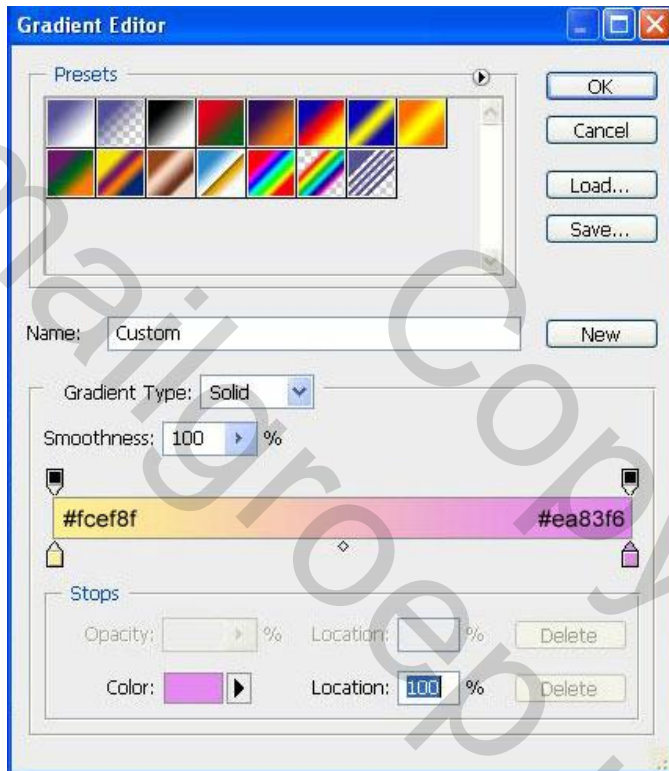 Gradient Editor
Presets
OK
Cancel
Load...
Save...
Name: Custom
New
Gradient Type: Solid
Smoothness: 100 %
#fcef8f #ea83f6
Stops
Opacity: % Location: % Delete
Color: Location: 100 % Delete